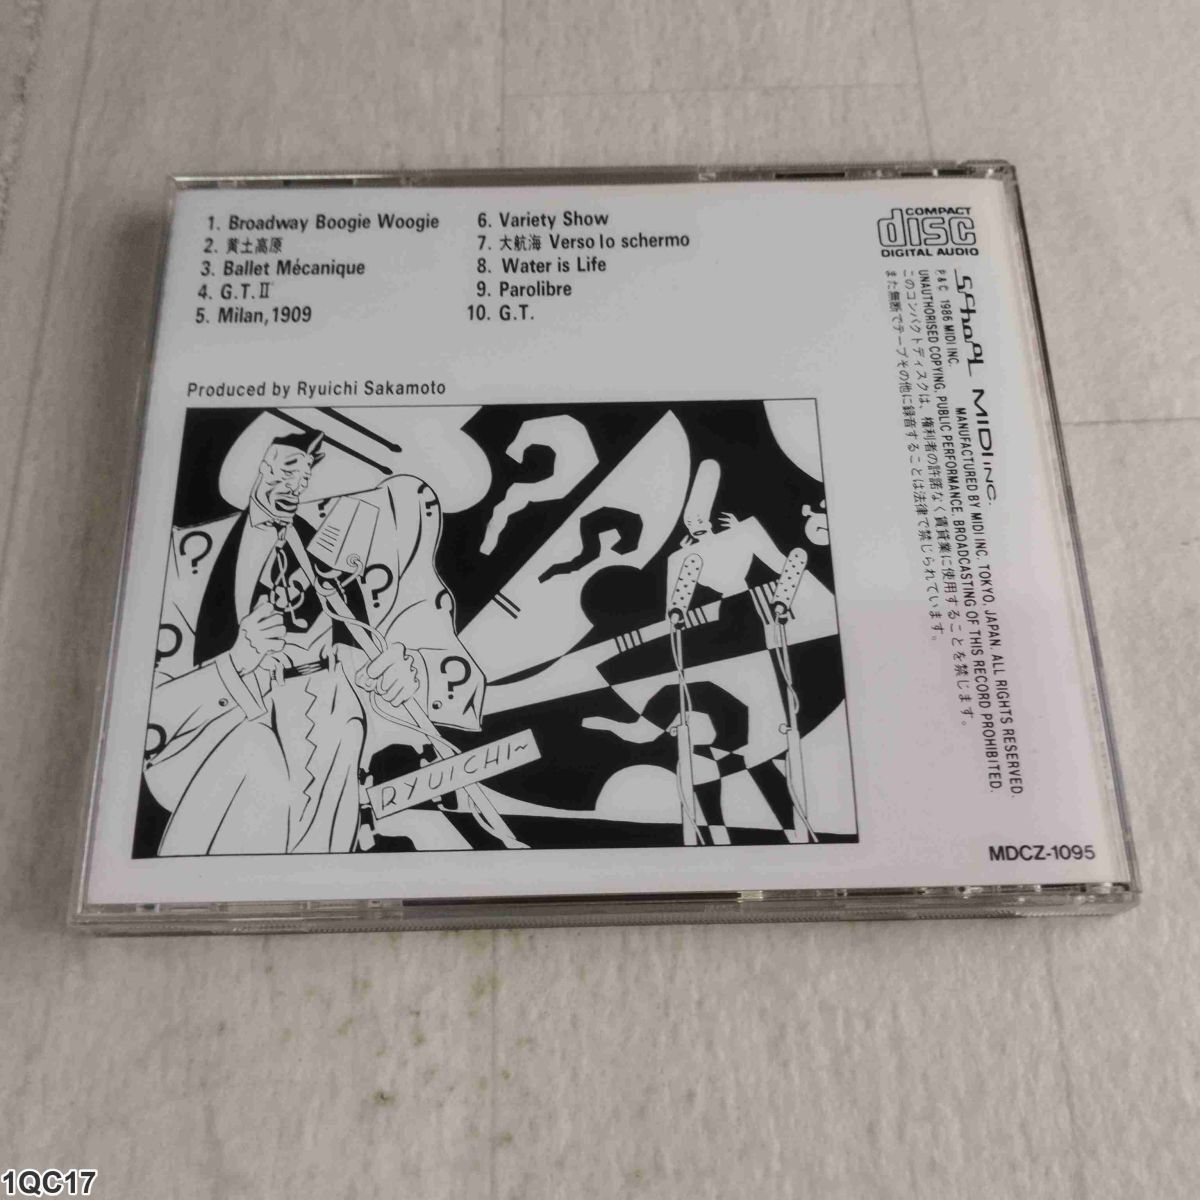 1. Broadway Boogie Woogie
2. 黄土高原
3. Ballet Mécanique
4. G.T.II
5. Milan, 1909
6. Variety Show
7. 大航海 Verso lo schermo
8. Water is Life
9. Parolibre
10. G.T.
Produced by Ryuichi Sakamoto
RYUICHI~
COMPACT
disc
DIGITAL AUDIO
School MIDI INC.
P & C 1986 MIDI INC. MANUFACTURED BY MIDI INC. TOKYO, JAPAN. ALL RIGHTS RESERVED.
UNAUTHORISED COPYING, PUBLIC PERFORMANCE, BROADCASTING OF THIS RECORD PROHIBITED.
このコンパクトディスクは、権利者の許諾なく賃貸業に使用することを禁じます。
また無断でテープその他に録音することは法律で禁じられています。
MDCZ-1095
1QC17